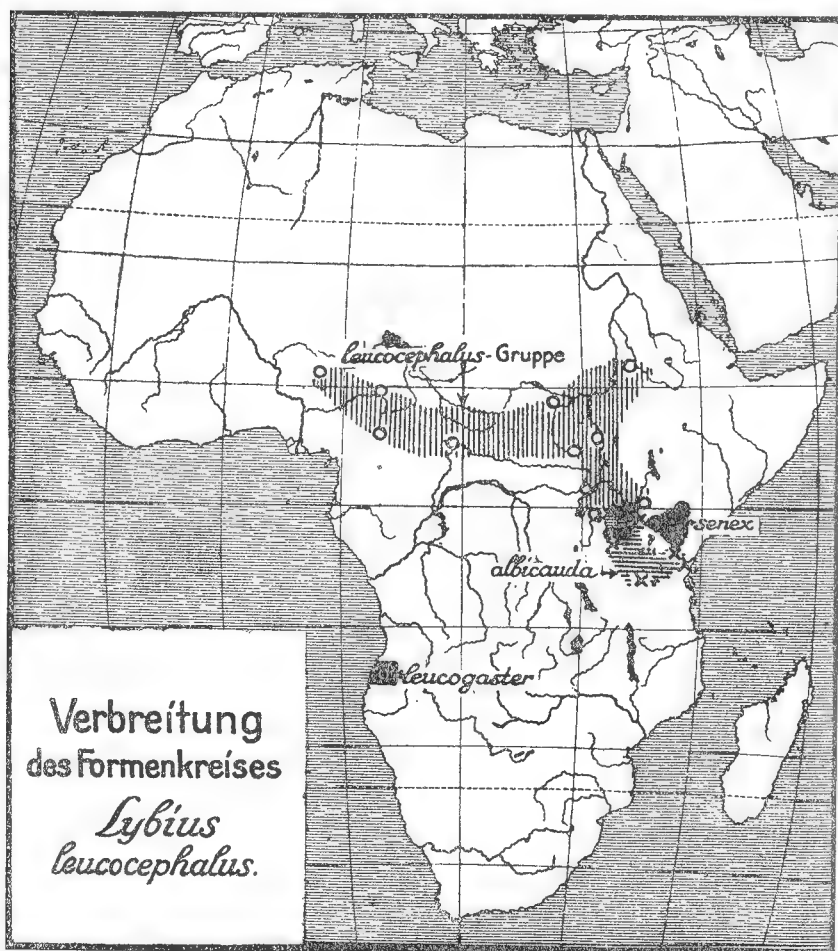 leucocephalus-Gruppe
senex
albicauda
leucogaster
Verbreitung
des Formenkreises
Lybius
leucocephalus.